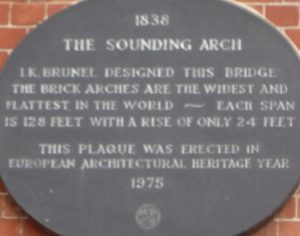 1838
THE SOUNDING ARCH
I.K. BRUNEL DESIGNED THIS BRIDGE
THE BRICK ARCHES ARE THE WIDEST AND
FLATTEST IN THE WORLD ~ EACH SPAN
IS 128 FEET WITH A RISE OF ONLY 24 FEET
THIS PLAQUE WAS ERECTED IN
EUROPEAN ARCHITECTURAL HERITAGE YEAR
1975